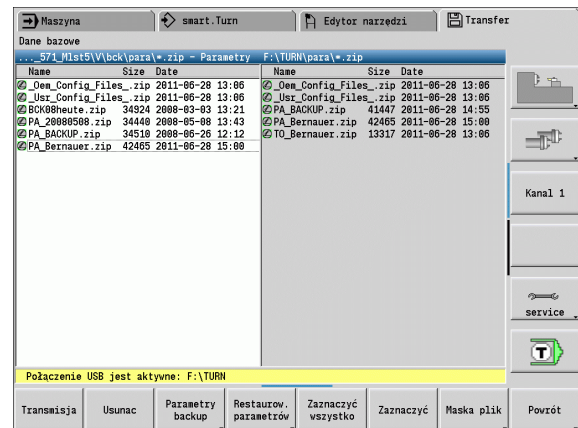 Maszyna smart.Turn Edytor narzędzi Transfer
Dane bazowe
..._571_Mlst5\V\bck\para\*.zip - Parametry F:\TURN\para\*.zip
Name Size Date Name Size Date
_Oem_Config_Files_.zip 2011-06-28 13:06 _Oem_Config_Files_.zip 2011-06-28 13:06
_Usr_Config_Files_.zip 2011-06-28 13:06 _Usr_Config_Files_.zip 2011-06-28 13:06
BCK08heute.zip 34924 2008-03-03 13:21 PA_BACKUP.zip 41447 2011-06-28 14:55
PA_20080508.zip 34440 2008-05-08 13:43 PA_Bernauer.zip 42465 2011-06-28 15:00
PA_BACKUP.zip 34510 2008-06-26 12:12 TO_Bernauer.zip 13317 2011-06-28 13:06
PA_Bernauer.zip 42465 2011-06-28 15:00
Kanal 1
service
T
Połączenie USB jest aktywne: F:\TURN
Transmisja Usunac Parametry backup Restaurow. parametrów Zaznaczyć wszystko Zaznaczyć Maska plik Powrót